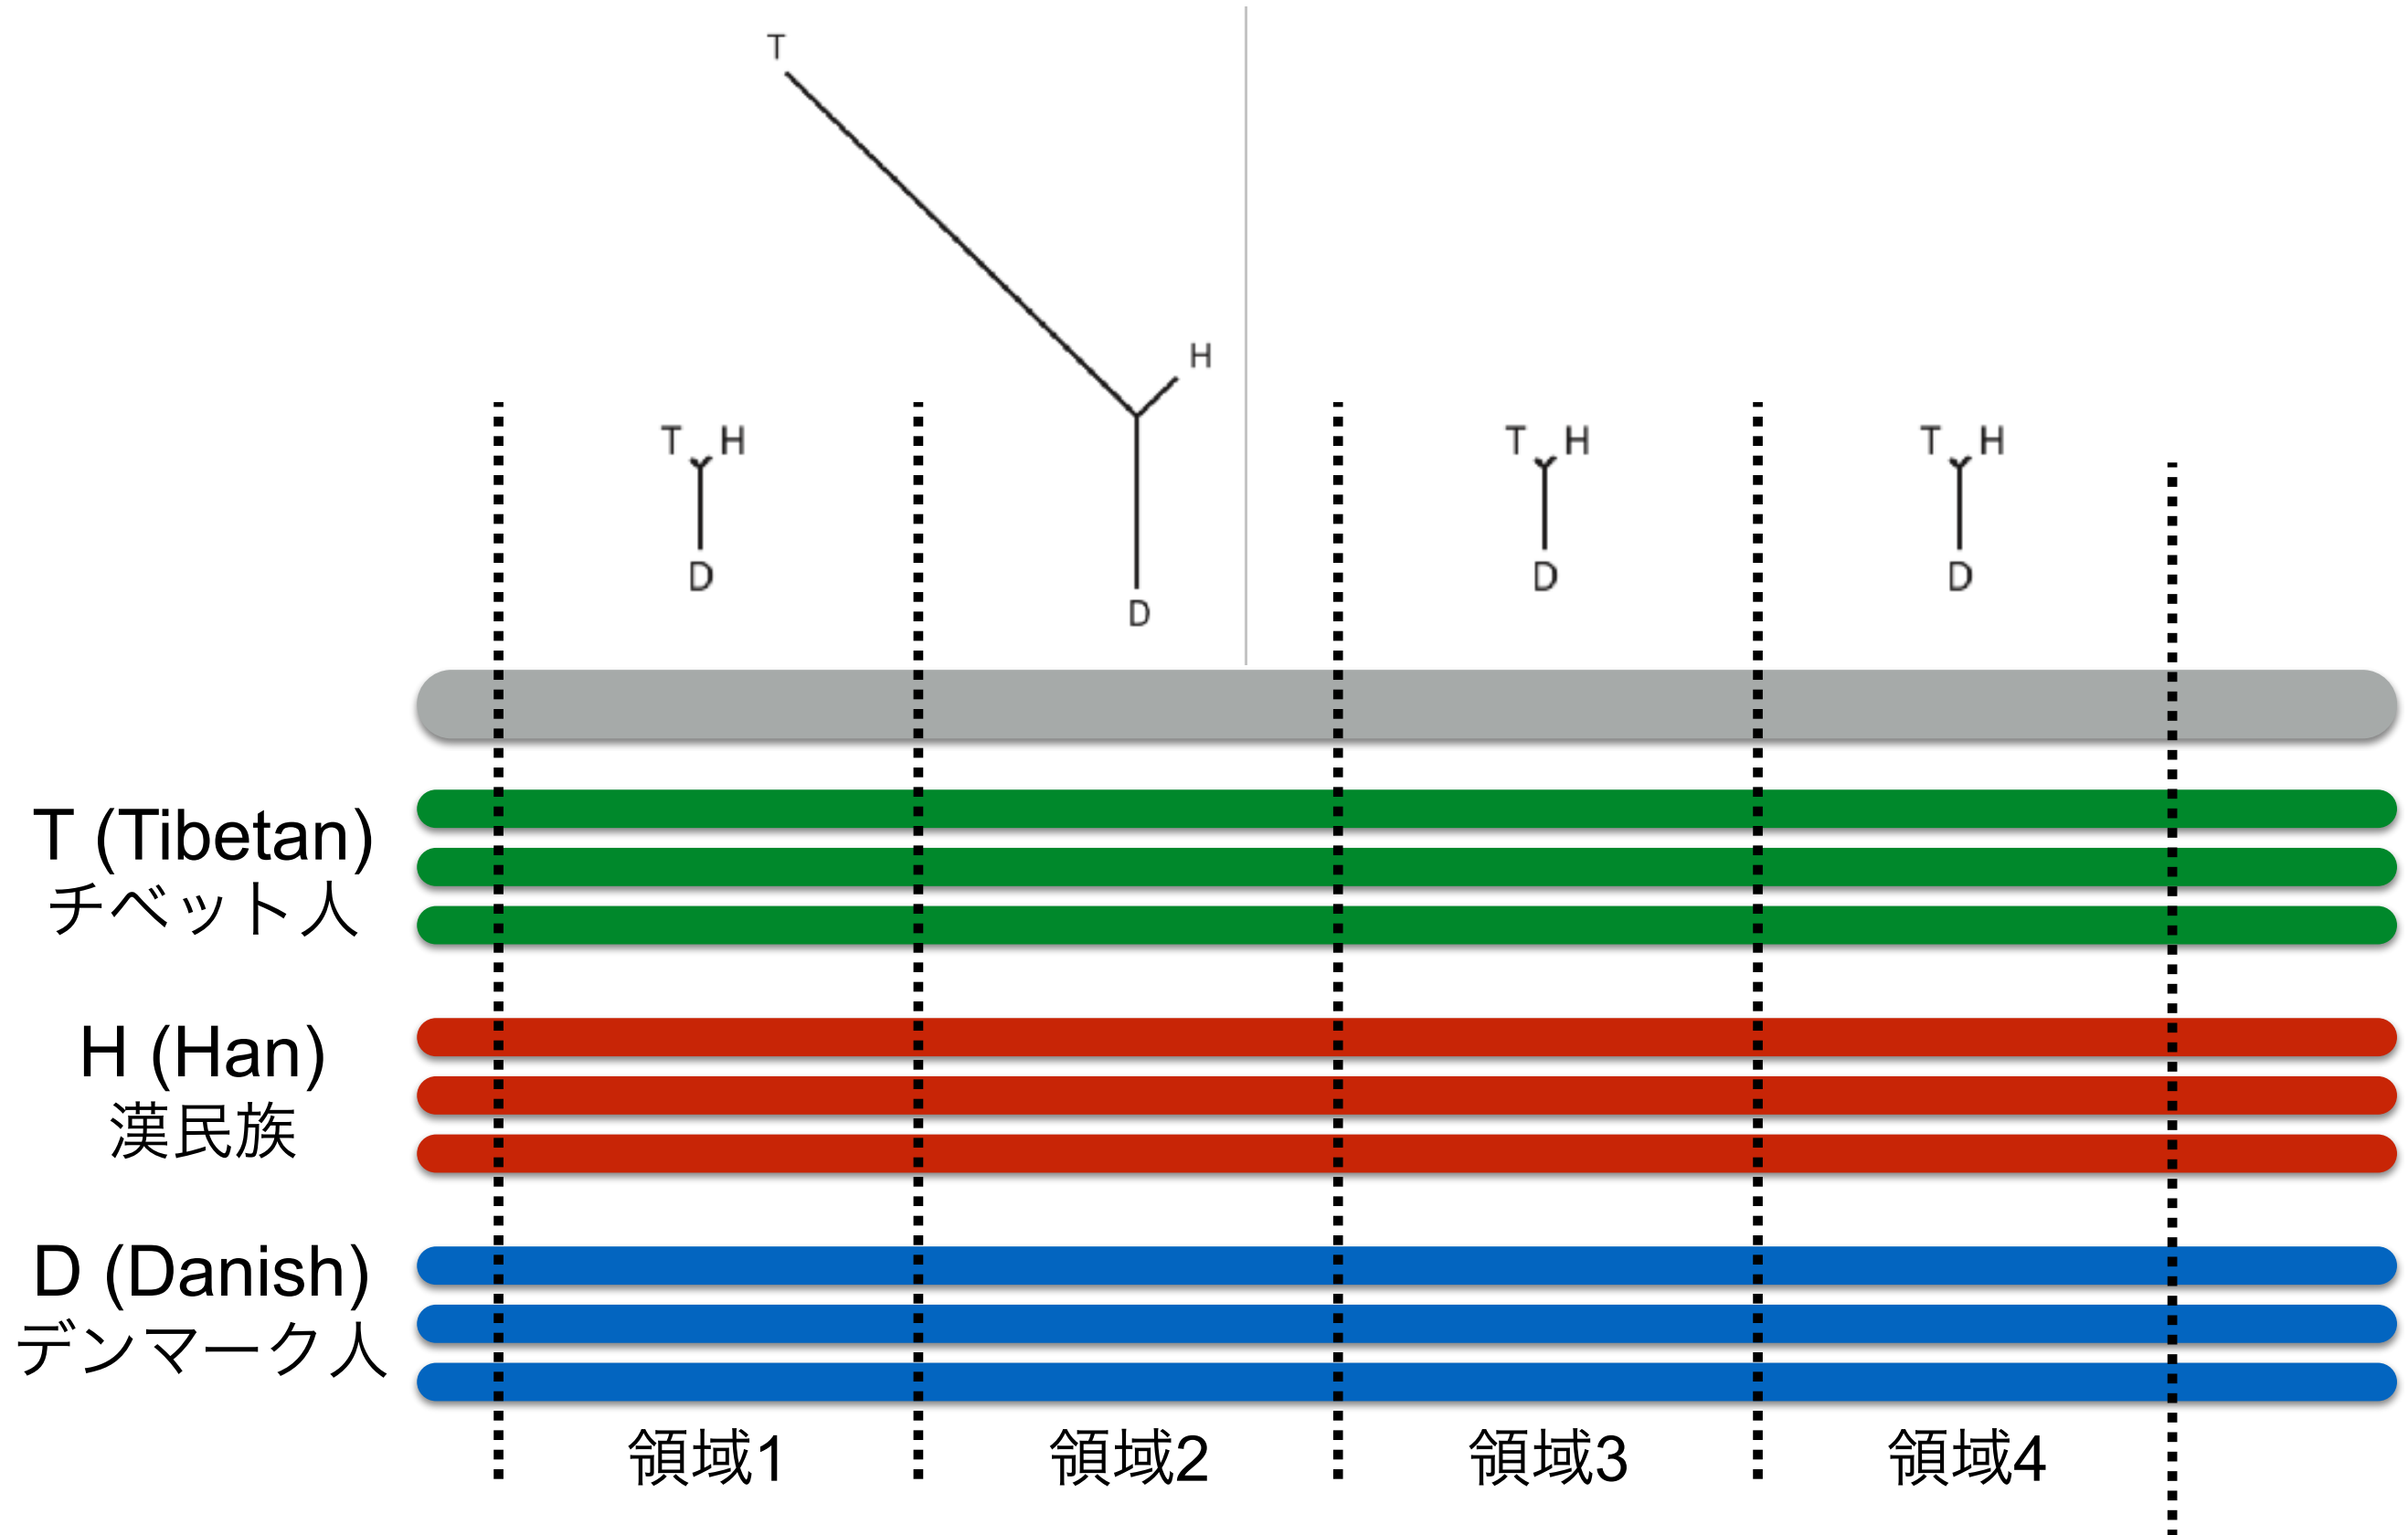 T
H
D
T H
D
T H
D
T H
D
T (Tibetan)
チベット人
H (Han)
漢民族
D (Danish)
デンマーク人
領域1
領域2
領域3
領域4